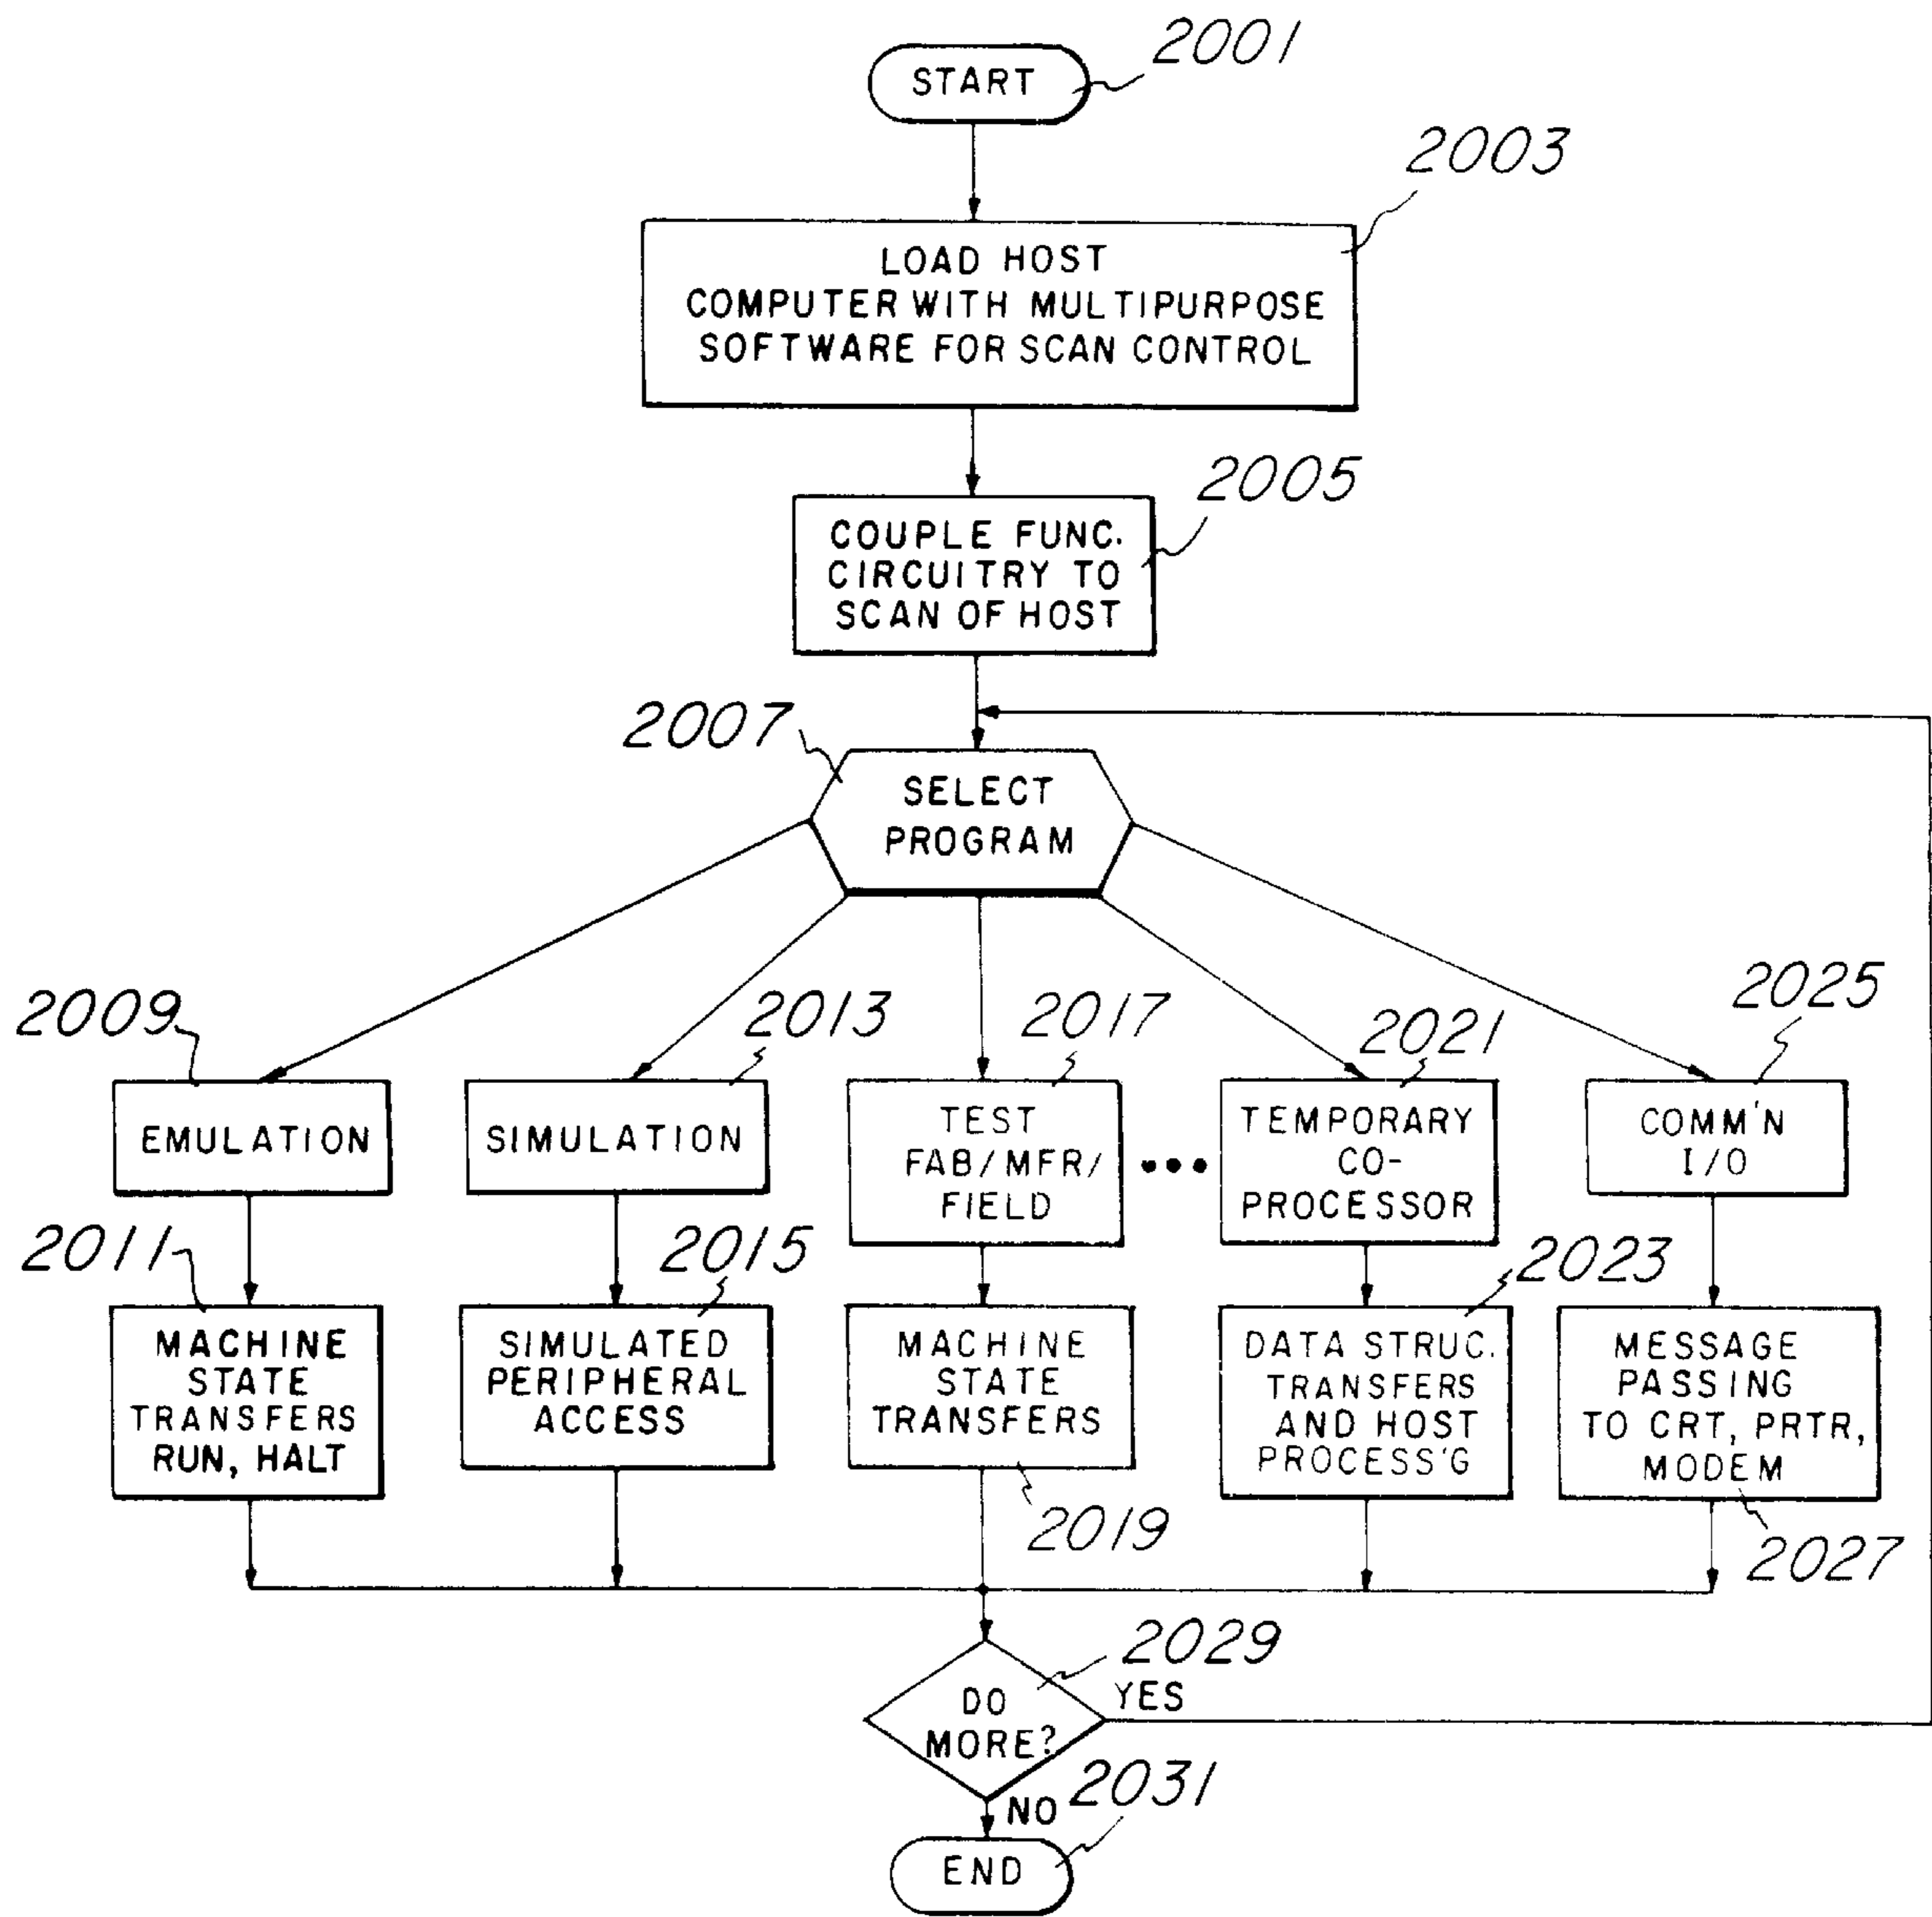 2001
START
2003
LOAD HOST
COMPUTER WITH MULTIPURPOSE
SOFTWARE FOR SCAN CONTROL
2005
COUPLE FUNC.
CIRCUITRY TO
SCAN OF HOST
2007
SELECT
PROGRAM
2009
EMULATION
2011
MACHINE
STATE
TRANSFERS
RUN, HALT
2013
SIMULATION
2015
SIMULATED
PERIPHERAL
ACCESS
2017
TEST
FAB/MFR/
FIELD
MACHINE
STATE
TRANSFERS
2019
•••
2021
TEMPORARY
CO-
PROCESSOR
2023
DATA STRUC.
TRANSFERS
AND HOST
PROCESS'G
2025
COMM'N
I/O
MESSAGE
PASSING
TO CRT, PRTR,
MODEM
2027
2029
DO
MORE?
YES
NO
2031
END